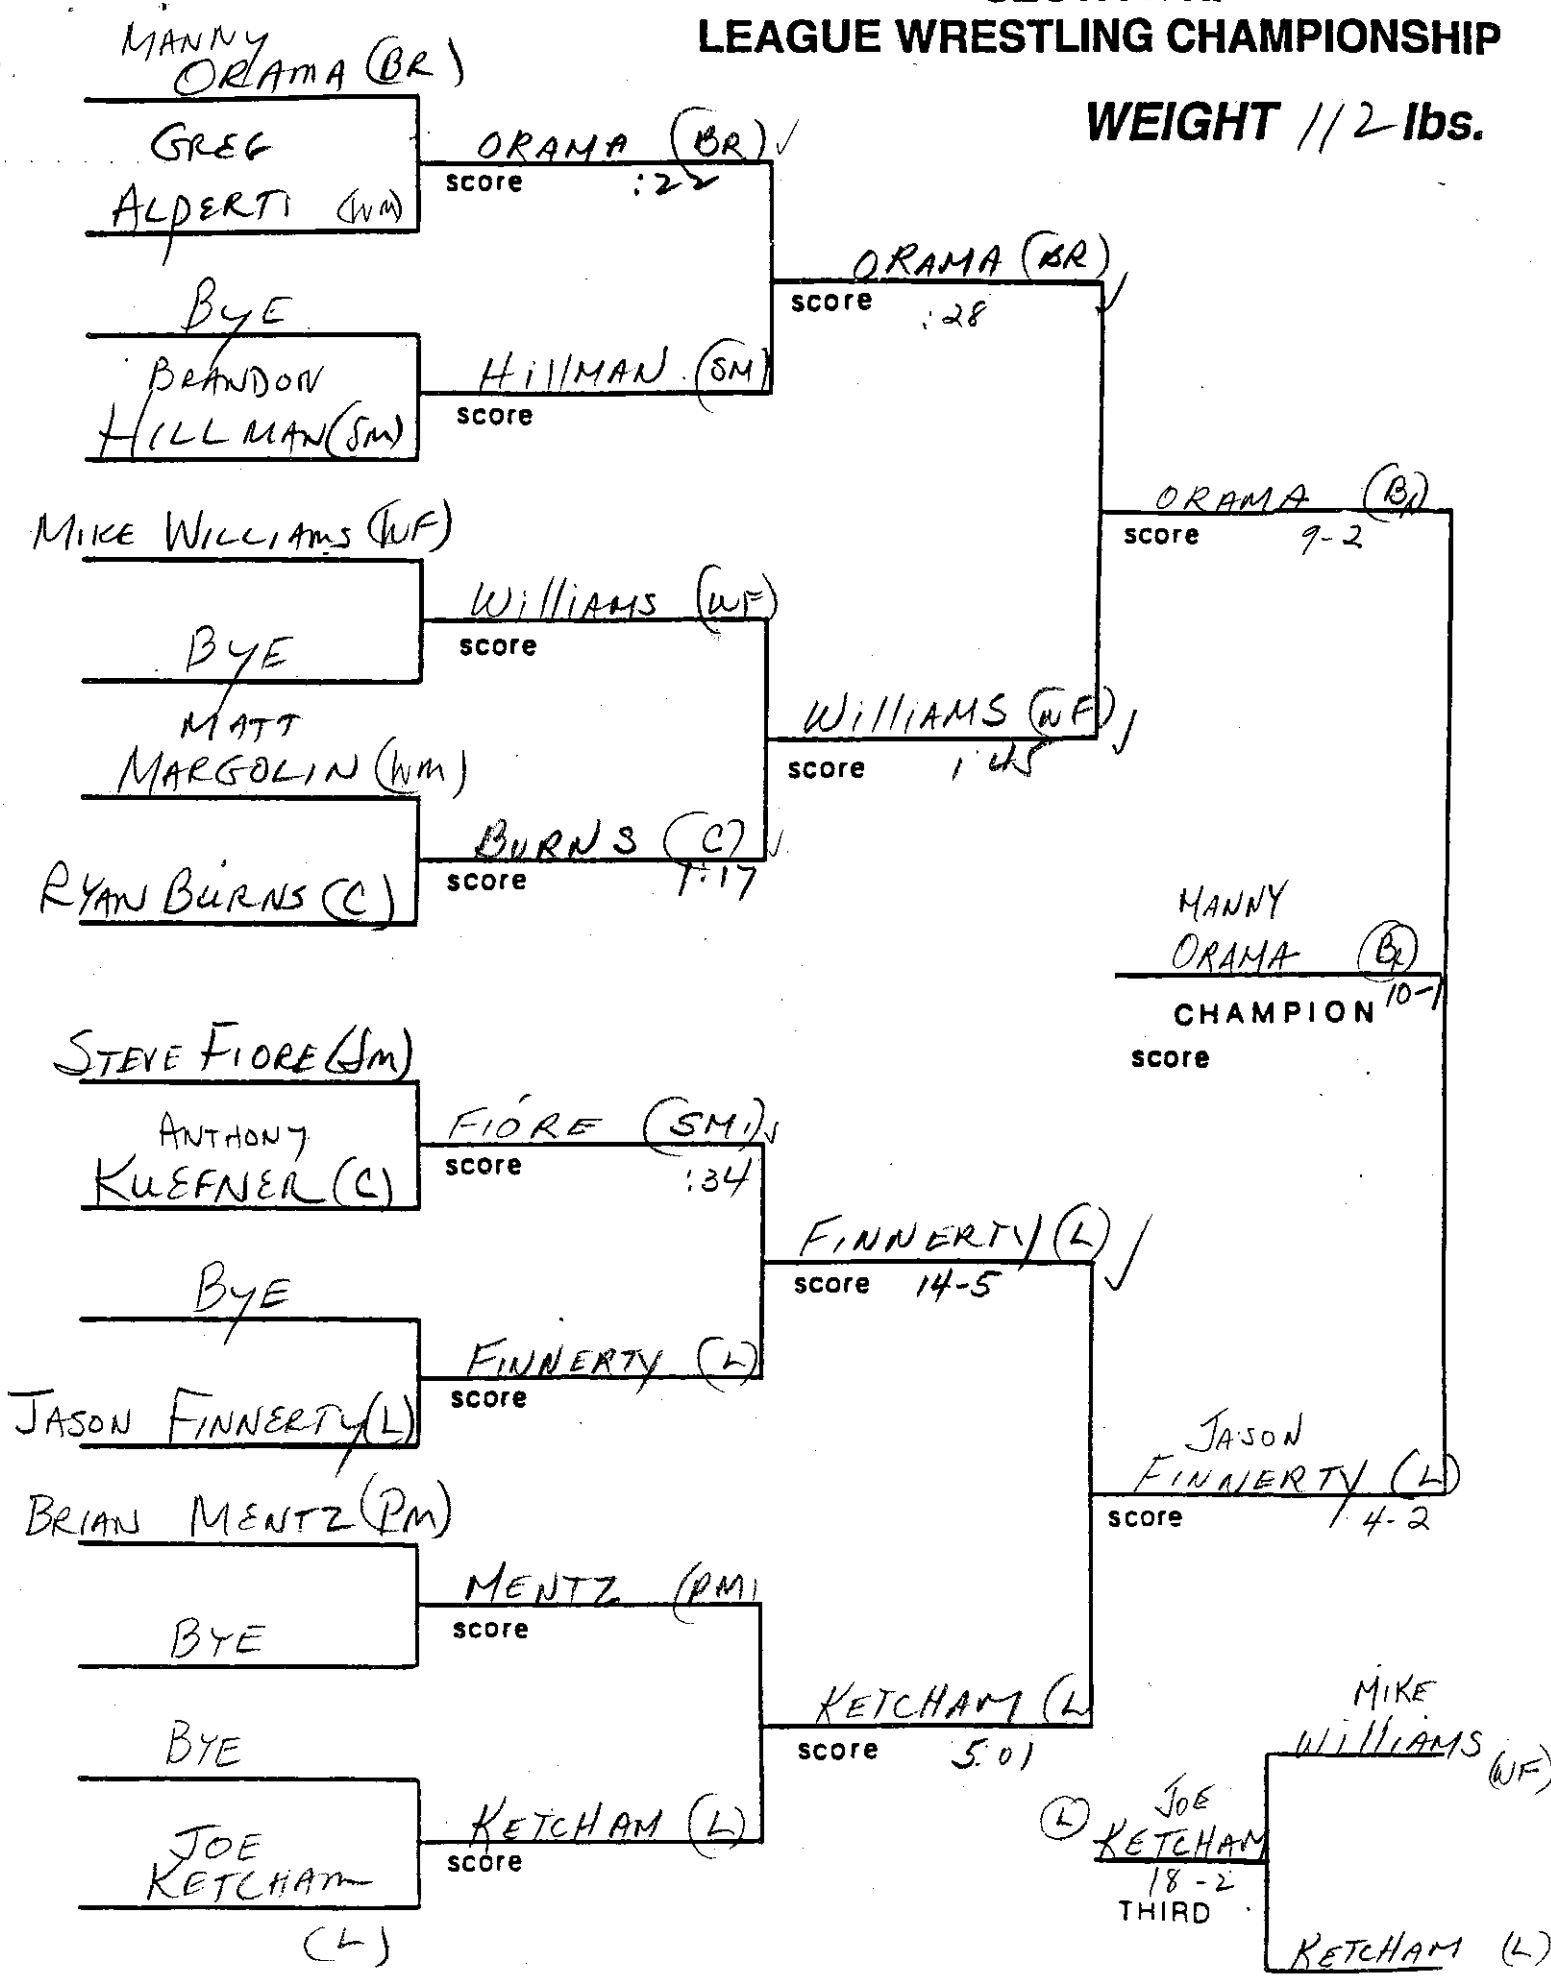 LEAGUE WRESTLING CHAMPIONSHIP
WEIGHT 112 lbs.
MANNY
ORAMA (BR)
GREG
ALPERTI (WM)
BYE
BRANDON
HILLMAN (SM)
MIKE WILLIAMS (WF)
BYE
MATT
MARGOLIN (WM)
RYAN BURNS (C)
STEVE FIORE (SM)
ANTHONY
KUEFNER (C)
BYE
JASON FINNERTY (L)
BRIAN MENTZ (PM)
BYE
BYE
JOE
KETCHAM
(L)
ORAMA (BR) ✓
score :22
HillMAN (SM)
score
WilliAMS (WF)
score
BURNS (C) ✓
score 1:17
FIORE (SM) ✓
score :34
FINNERTY (L)
score
MENTZ (PM)
score
KETCHAM (L)
score
ORAMA (BR) ✓
score :28
WilliAMS (WF) ✓
score 1:45
FINNERTY (L) ✓
score 14-5
KETCHAM (L
score 5:01
ORAMA (BR)
score 9-2
JASON
FINNERTY (L)
score 4-2
MANNY
ORAMA (BR)
CHAMPION 10-1
score
MIKE
WilliAMS (WF)
KETCHAM (L)
JOE
(L) KETCHAM
18-2
THIRD